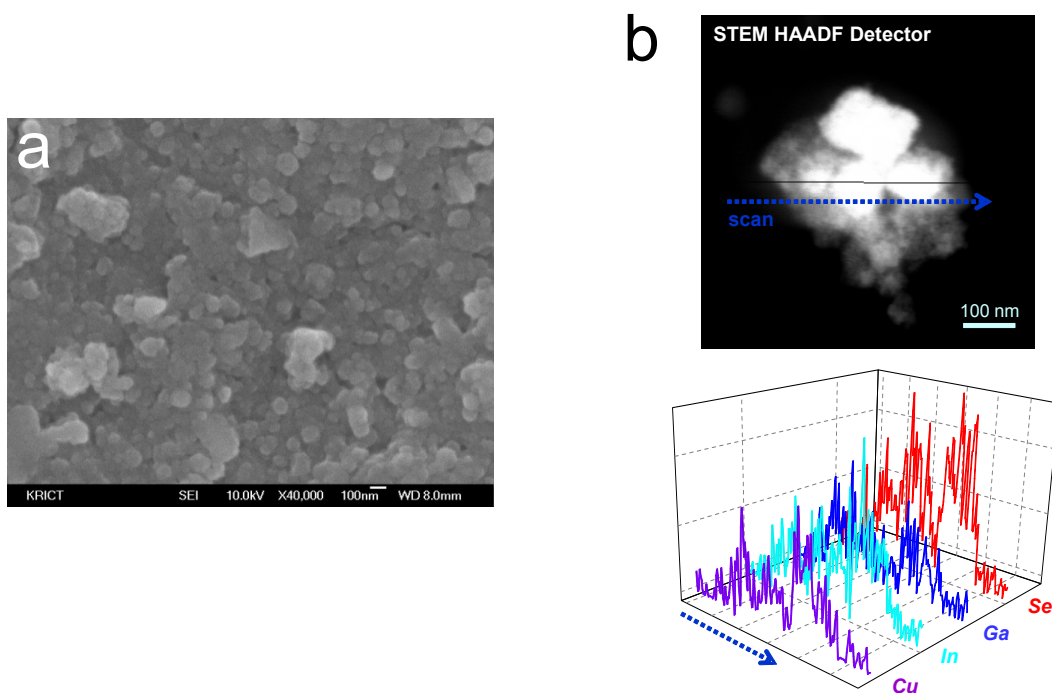 a
KRICT SEI 10.0kV X40,000 100nm WD 8.0mm
b
STEM HAADF Detector
scan
100 nm
Se
Ga
In
Cu